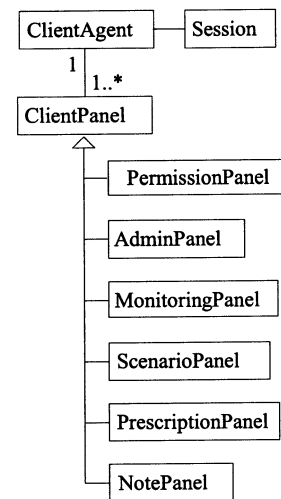 ClientAgent Session
1
1..*
ClientPanel
PermissionPanel
AdminPanel
MonitoringPanel
ScenarioPanel
PrescriptionPanel
NotePanel